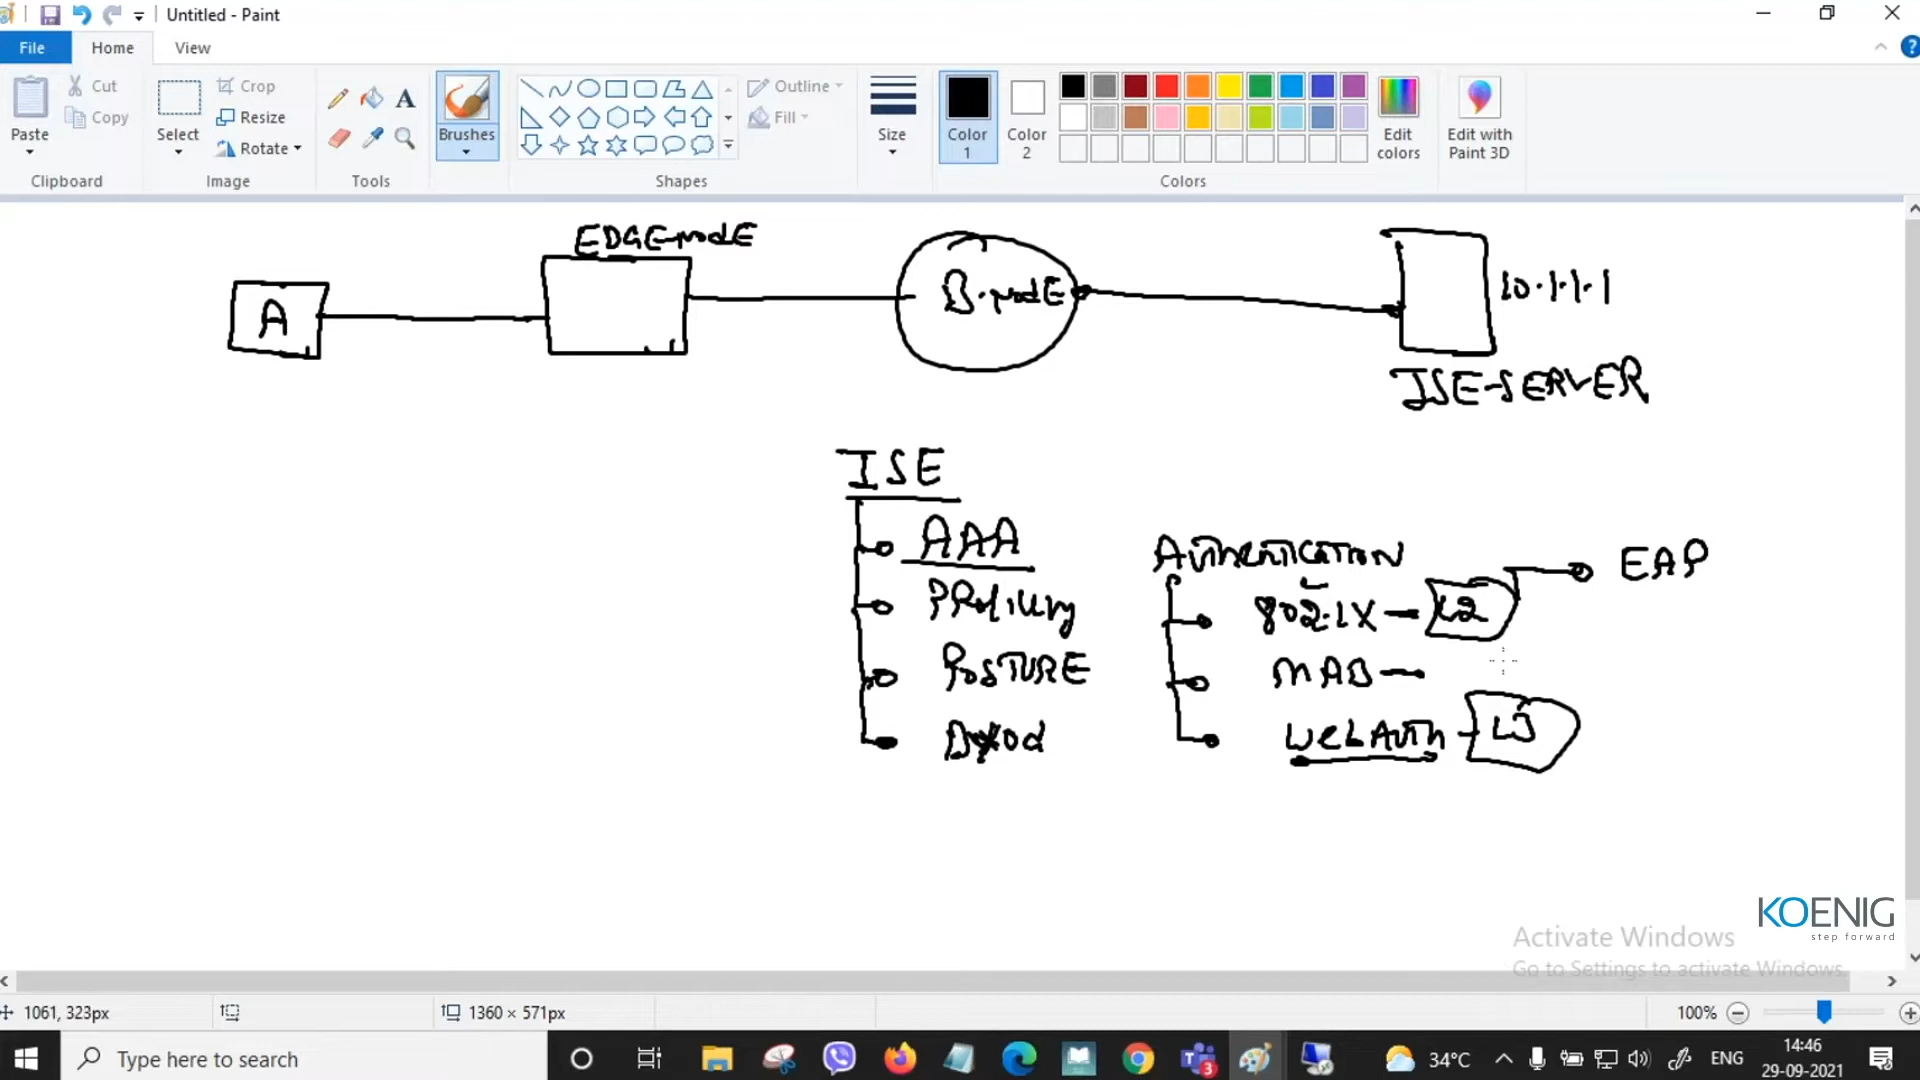 Untitled - Paint
File Home View
Paste
Cut
Copy
Clipboard
Select
Crop
Resize
Rotate
Image
Tools
Brushes
Shapes
Outline
Fill
Size
Color 1
Color 2
Edit colors
Colors
Edit with Paint 3D
EDGE node
A
B.node
10.1.1.1
ISE-SERVER
ISE
AAA
POSTURE
AUTHENTICATION
802.1X - L2
EAP
MAB -
WebAuth - L3
KOENIG
step forward
Activate Windows
Go to Settings to activate Windows.
1061, 323px
1360 × 571px
100%
Type here to search
3
34°C
ENG
14:46
29-09-2021